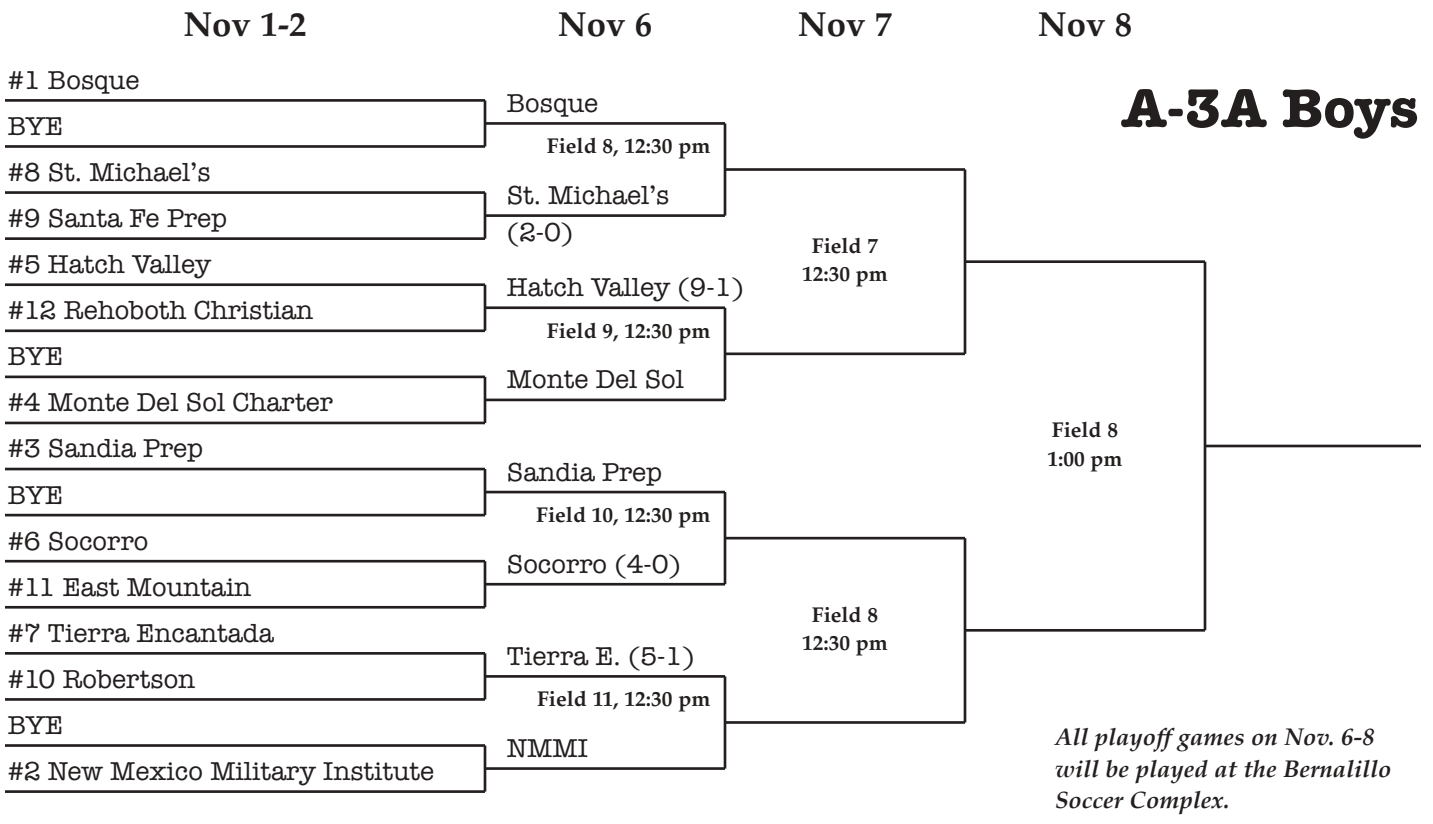 Nov 1-2
Nov 6
Nov 7
Nov 8
A-3A Boys
#1 Bosque
BYE
#8 St. Michael's
#9 Santa Fe Prep
#5 Hatch Valley
#12 Rehoboth Christian
BYE
#4 Monte Del Sol Charter
#3 Sandia Prep
BYE
#6 Socorro
#11 East Mountain
#7 Tierra Encantada
#10 Robertson
BYE
#2 New Mexico Military Institute
Bosque
Field 8, 12:30 pm
St. Michael's
(2-0)
Hatch Valley (9-1)
Field 9, 12:30 pm
Monte Del Sol
Sandia Prep
Field 10, 12:30 pm
Socorro (4-0)
Tierra E. (5-1)
Field 11, 12:30 pm
NMMI
Field 7
12:30 pm
Field 8
12:30 pm
Field 8
1:00 pm
All playoff games on Nov. 6-8
will be played at the Bernalillo
Soccer Complex.